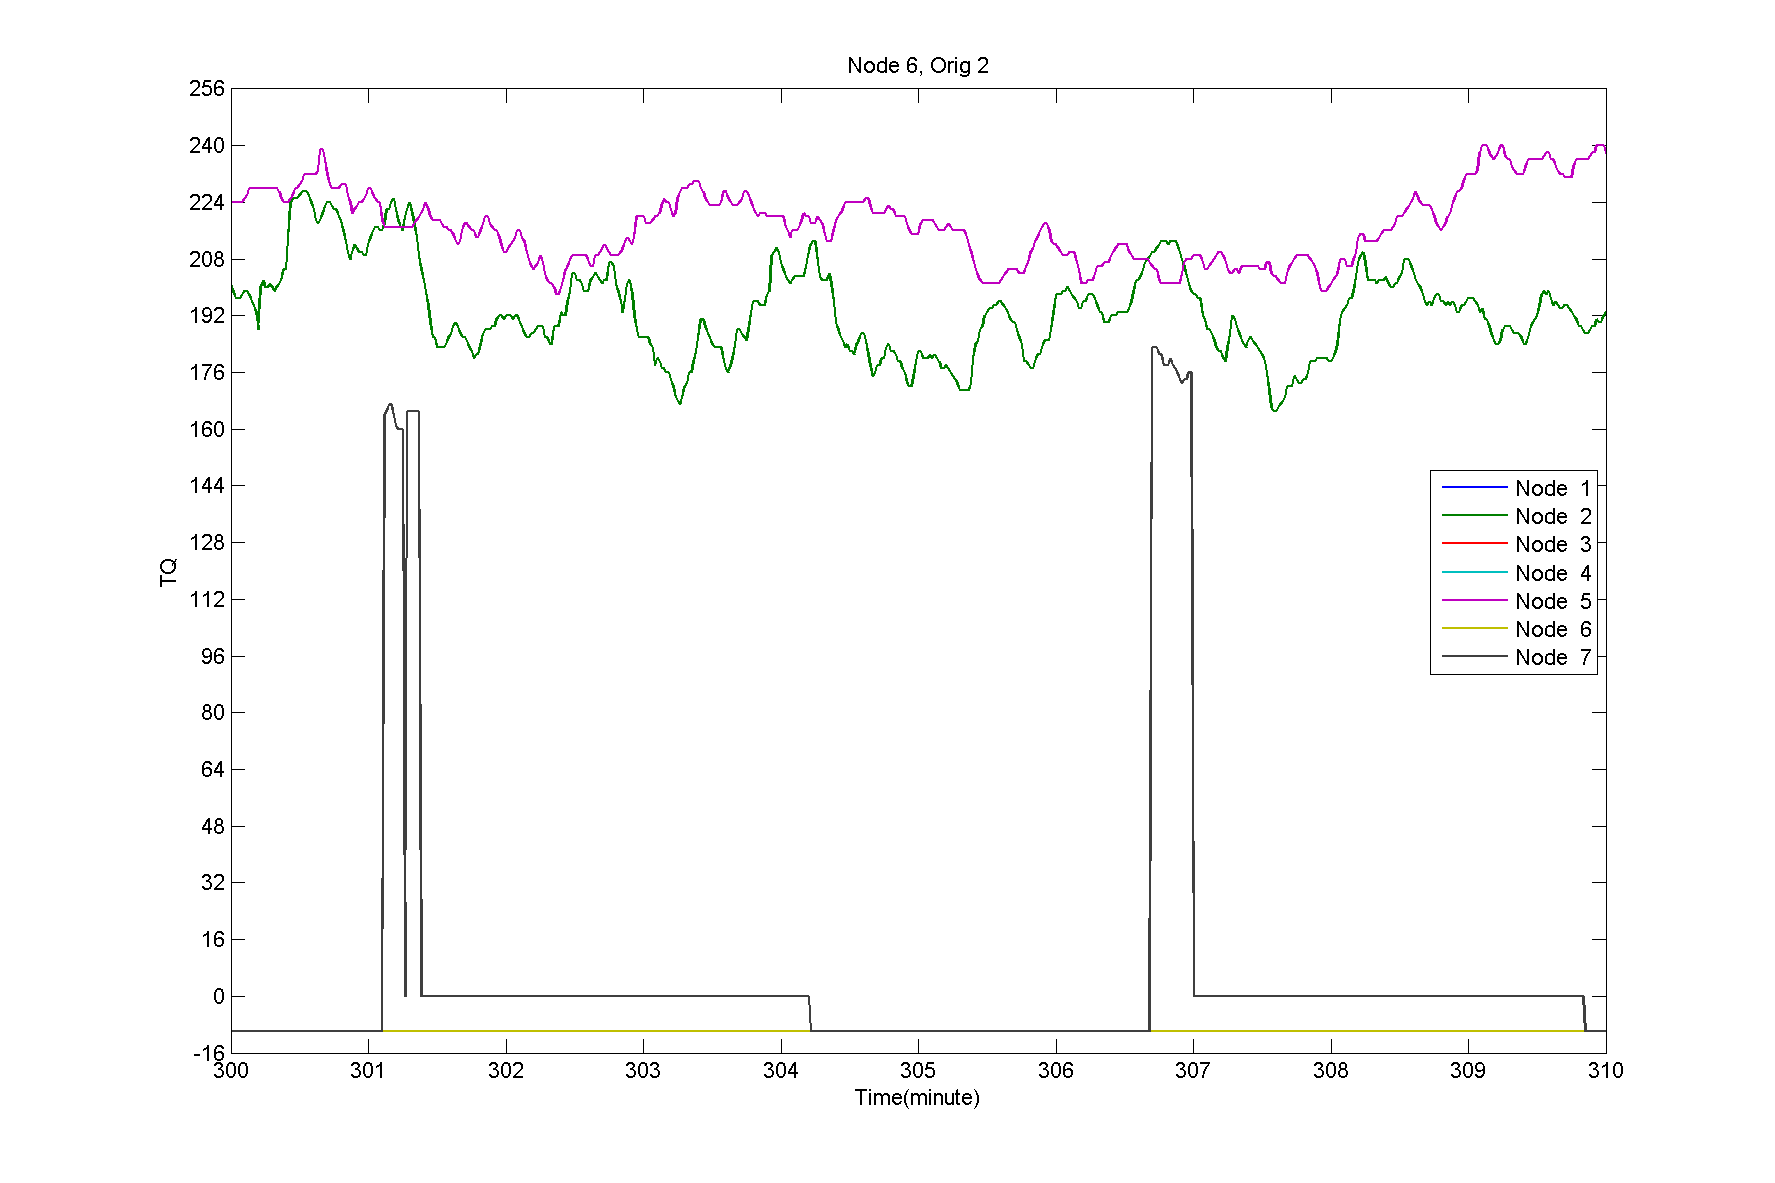 Node 6, Orig 2
256
240
224
208
192
176
160
144
128
112
96
80
64
48
32
16
0
-16
TQ
Node 1
Node 2
Node 3
Node 4
Node 5
Node 6
Node 7
300 301 302 303 304 305 306 307 308 309 310
Time(minute)